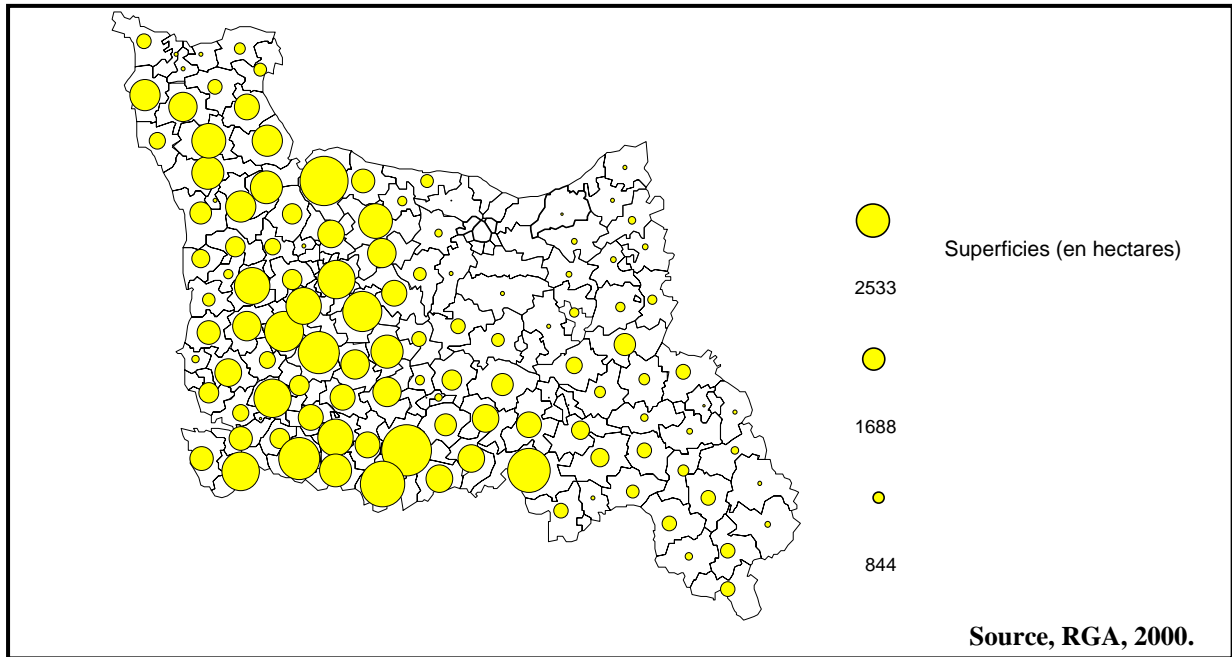 Superficies (en hectares)
2533
1688
844
Source, RGA, 2000.